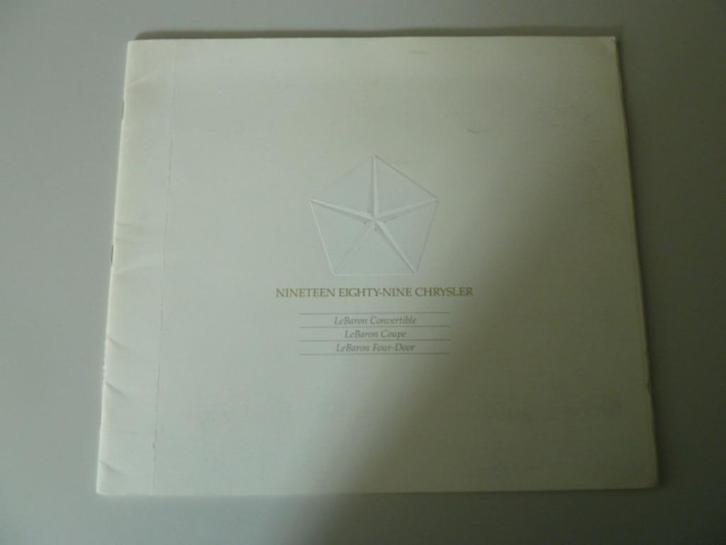 NINETEEN EIGHTY-NINE CHRYSLER
LeBaron Convertible
LeBaron Coupe
LeBaron Four-Door